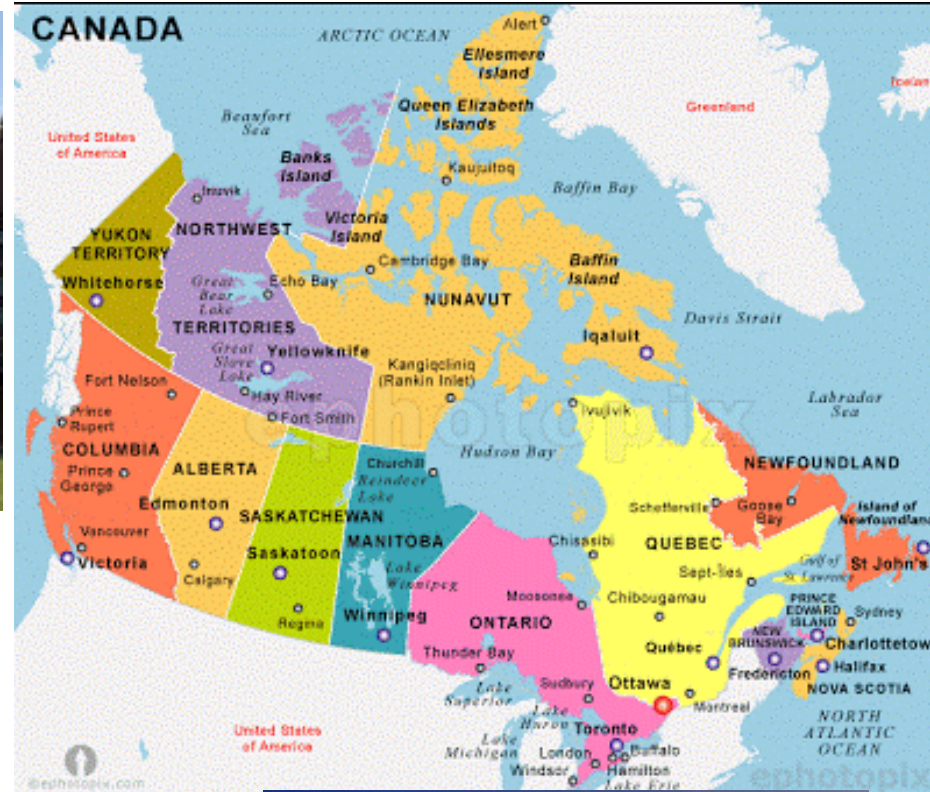 CANADA
ARCTIC OCEAN
Alert
Ellesmere
Island
Queen Elizabeth
Islands
Greenland
Beaufort
Sea
United States
of America
Banks
Island
Kaujuitoq
Baffin Bay
Inuvik
Victoria
Island
YUKON
TERRITORY
NORTHWEST
TERRITORIES
Cambridge Bay
Baffin
Island
Whitehorse
Great
Bear
Lake
Echo Bay
NUNAVUT
Davis Strait
Iqaluit
Great
Slave
Lake
Yellowknife
Kangiqcliniq
(Rankin Inlet)
Fort Nelson
Hay River
Fort Smith
Ivujivik
Labrador
Sea
ephotopix
Prince
Rupert
COLUMBIA
Prince
George
ALBERTA
Churchill
Reindeer
Lake
Hudson Bay
NEWFOUNDLAND
Edmonton
SASKATCHEWAN
Schefferville
Goose
Bay
Island of
Newfoundland
Vancouver
Victoria
Saskatoon
MANITOBA
Chisasibi
QUEBEC
Calgary
Lake
Winnipeg
Sept-Îles
Gulf of
St Lawrence
St John's
Regina
Winnipeg
Moosonee
Chibougamau
PRINCE
EDWARD
ISLAND
Sydney
ONTARIO
NEW
BRUNSWICK
Charlottetow
Thunder Bay
Québec
Fredericton
Halifax
Lake
Superior
Sudbury
Ottawa
Montreal
NOVA SCOTIA
Lake
Huron
Toronto
NORTH
ATLANTIC
OCEAN
United States
of America
Lake
Michigan
London
Buffalo
Windsor
Hamilton
Lake Erie
©ephotopix.com
ephotopix